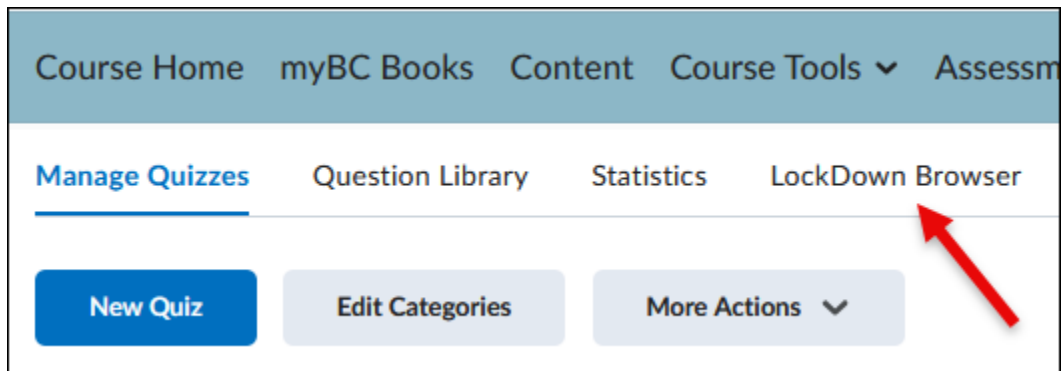 Course Home myBC Books Content Course Tools Assessm
Manage Quizzes Question Library Statistics LockDown Browser
New Quiz Edit Categories More Actions